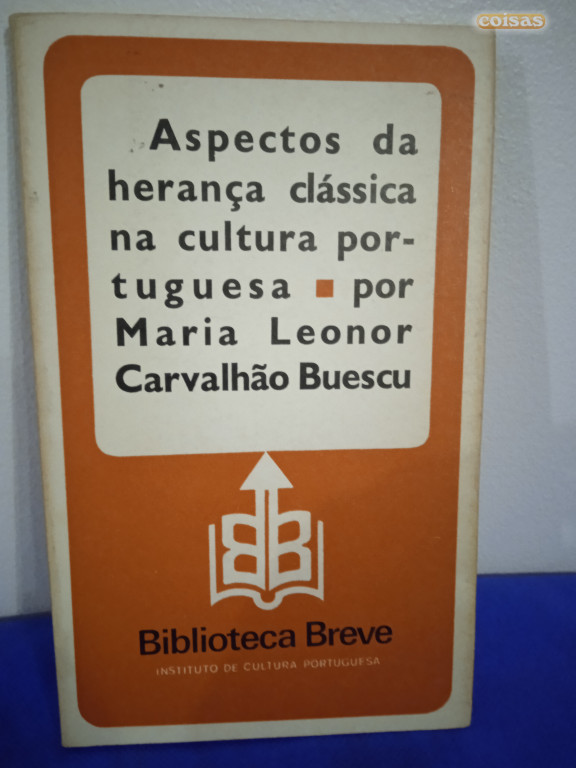 coisas
Aspectos da
herança clássica
na cultura por-
tuguesa ▪ por
Maria Leonor
Carvalhão Buescu
BB
Biblioteca Breve
INSTITUTO DE CULTURA PORTUGUESA